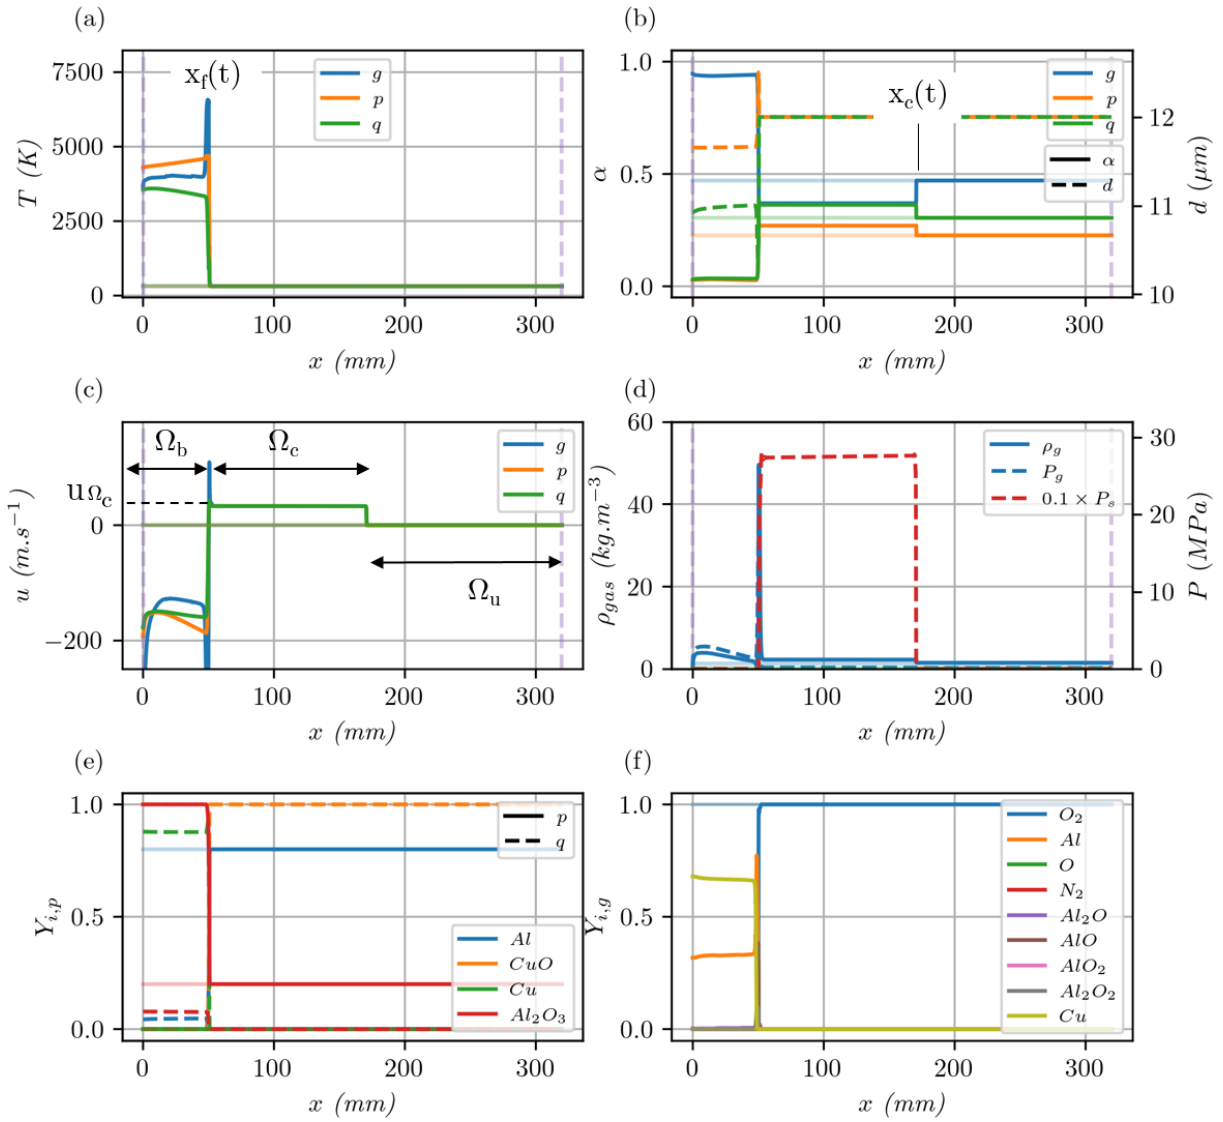 (a)
7500
5000
2500
0
T (K)
x_f(t)
g
p
q
0
100
200
300
x (mm)
(b)
1.0
0.5
0.0
α
x_c(t)
g
p
q
α
d
12
11
10
d (μm)
0
100
200
300
x (mm)
(c)
0
−200
u (m.s⁻¹)
Ω_b
Ω_c
u_Ωc
Ω_u
g
p
q
0
100
200
300
x (mm)
(d)
60
40
20
0
ρ_gas (kg.m⁻³)
ρ_g
P_g
0.1 × P_s
30
20
10
0
P (MPa)
0
100
200
300
x (mm)
(e)
1.0
0.5
0.0
Y_i,p
p
q
Al
CuO
Cu
Al₂O₃
0
100
200
300
x (mm)
(f)
1.0
0.5
0.0
Y_i,g
O₂
Al
O
N₂
Al₂O
AlO
AlO₂
Al₂O₂
Cu
0
100
200
300
x (mm)